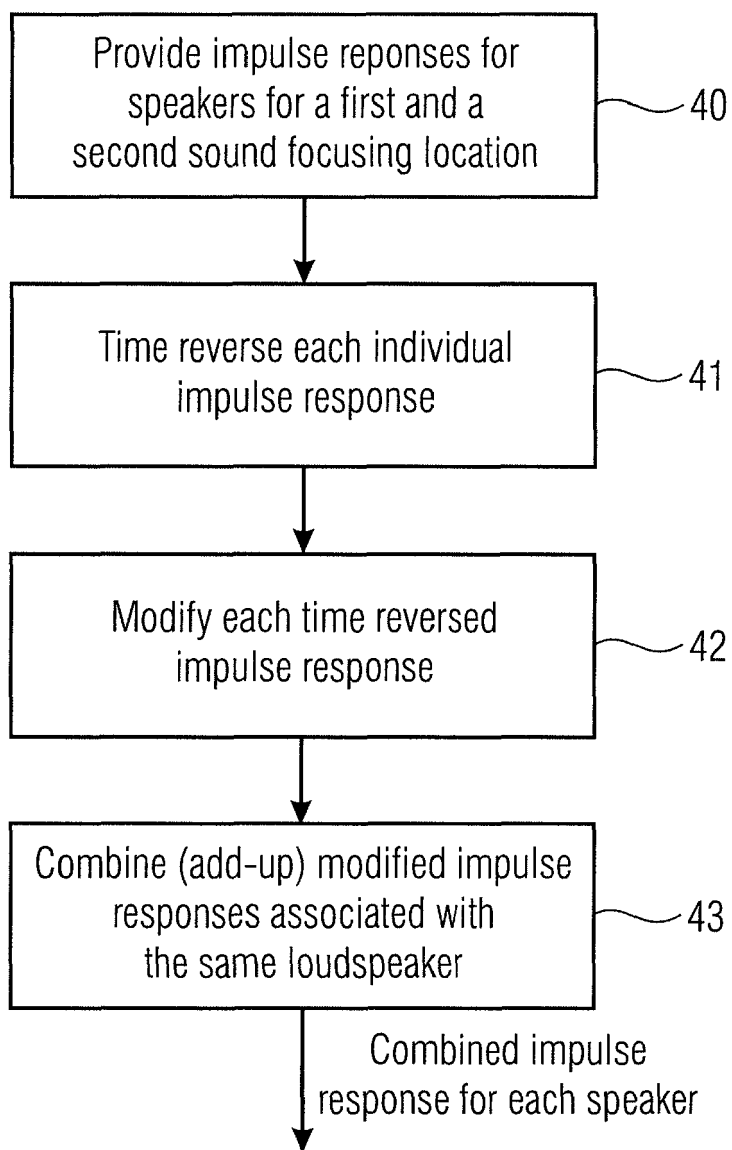 Provide impulse reponses for
speakers for a first and a
second sound focusing location
40
Time reverse each individual
impulse response
41
Modify each time reversed
impulse response
42
Combine (add-up) modified impulse
responses associated with
the same loudspeaker
43
Combined impulse
response for each speaker